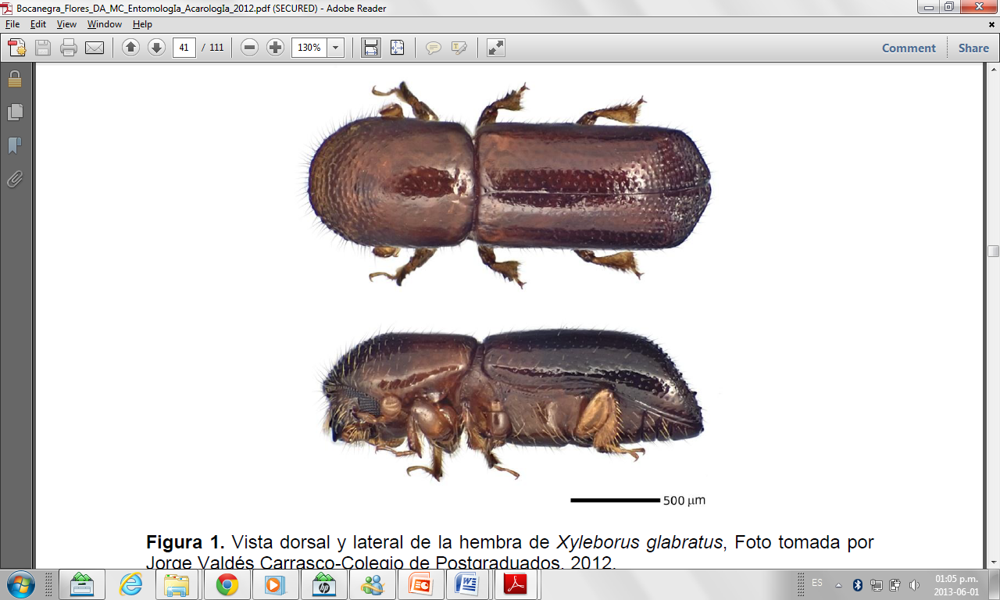 Bocanegra_Flores_DA_MC_EntomologIa_AcarologIa_2012.pdf (SECURED) - Adobe Reader
File Edit View Window Help
41 / 111 130% Comment Share
500 µm
Figura 1. Vista dorsal y lateral de la hembra de Xyleborus glabratus, Foto tomada por
Jorge Valdés Carrasco-Colegio de Postgraduados, 2012.
ES 01:05 p.m.
2013-06-01